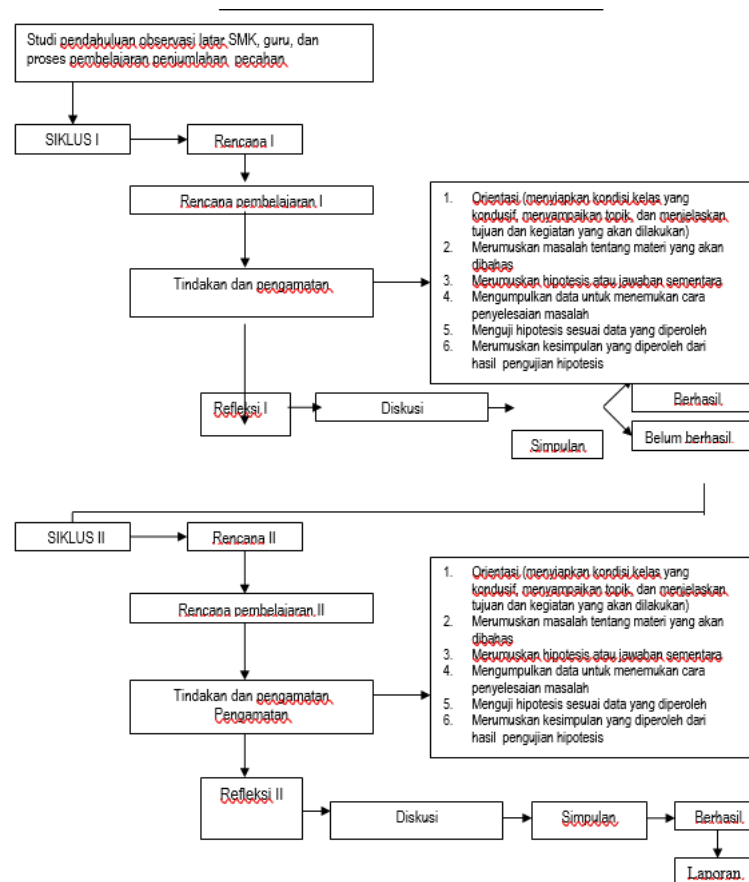 Studi pendahuluan observasi latar SMK, guru, dan
proses pembelajaran penjumlahan pecahan
SIKLUS I
Rencana I
Rencana pembelajaran I
Tindakan dan pengamatan
1. Orientasi (menyiapkan kondisi kelas yang
kondusif, menyampaikan topik, dan menjelaskan
tujuan dan kegiatan yang akan dilakukan)
2. Merumuskan masalah tentang materi yang akan
dibahas
3. Merumuskan hipotesis atau jawaban sementara
4. Mengumpulkan data untuk menemukan cara
penyelesaian masalah
5. Menguji hipotesis sesuai data yang diperoleh
6. Merumuskan kesimpulan yang diperoleh dari
hasil pengujian hipotesis
Refleksi I
Diskusi
Simpulan
Berhasil
Belum berhasil
SIKLUS II
Rencana II
Rencana pembelajaran II
Tindakan dan pengamatan
Pengamatan
1. Orientasi (menyiapkan kondisi kelas yang
kondusif, menyampaikan topik, dan menjelaskan
tujuan dan kegiatan yang akan dilakukan)
2. Merumuskan masalah tentang materi yang akan
dibahas
3. Merumuskan hipotesis atau jawaban sementara
4. Mengumpulkan data untuk menemukan cara
penyelesaian masalah
5. Menguji hipotesis sesuai data yang diperoleh
6. Merumuskan kesimpulan yang diperoleh dari
hasil pengujian hipotesis
Refleksi II
Diskusi
Simpulan
Berhasil
Laporan